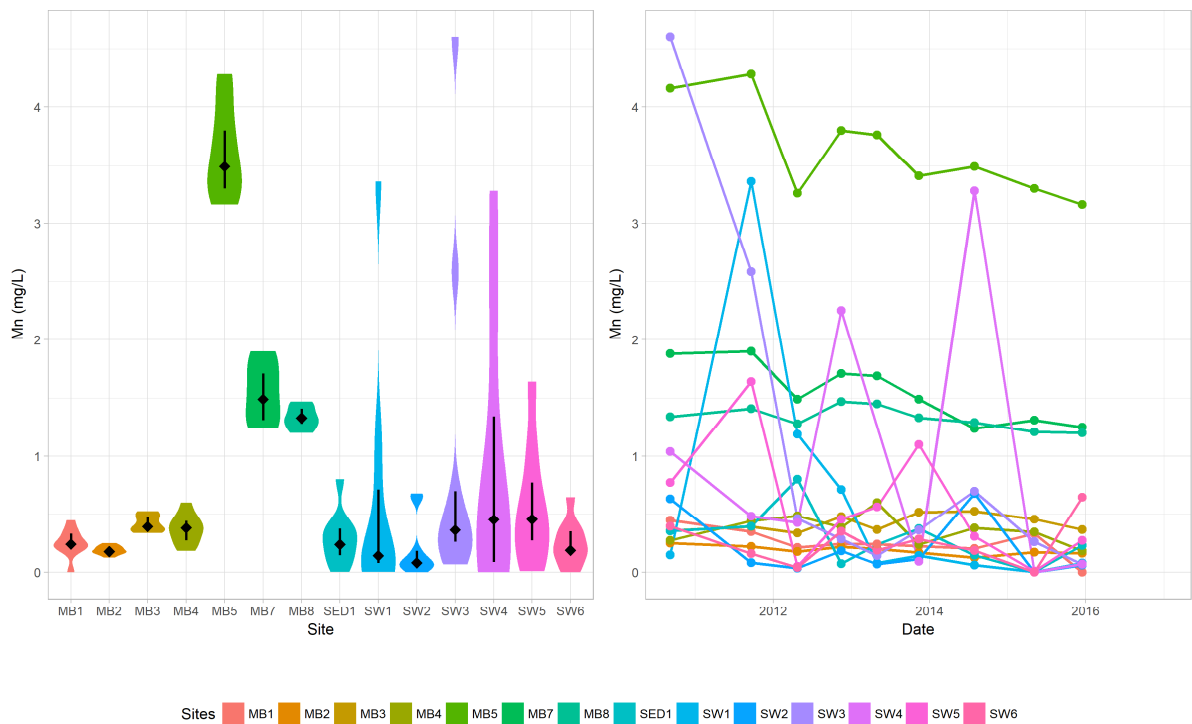 4
3
2
1
0
Mn (mg/L)
MB1 MB2 MB3 MB4 MB5 MB7 MB8 SED1 SW1 SW2 SW3 SW4 SW5 SW6
Site
4
3
2
1
0
Mn (mg/L)
2012 2014 2016
Date
Sites MB1 MB2 MB3 MB4 MB5 MB7 MB8 SED1 SW1 SW2 SW3 SW4 SW5 SW6